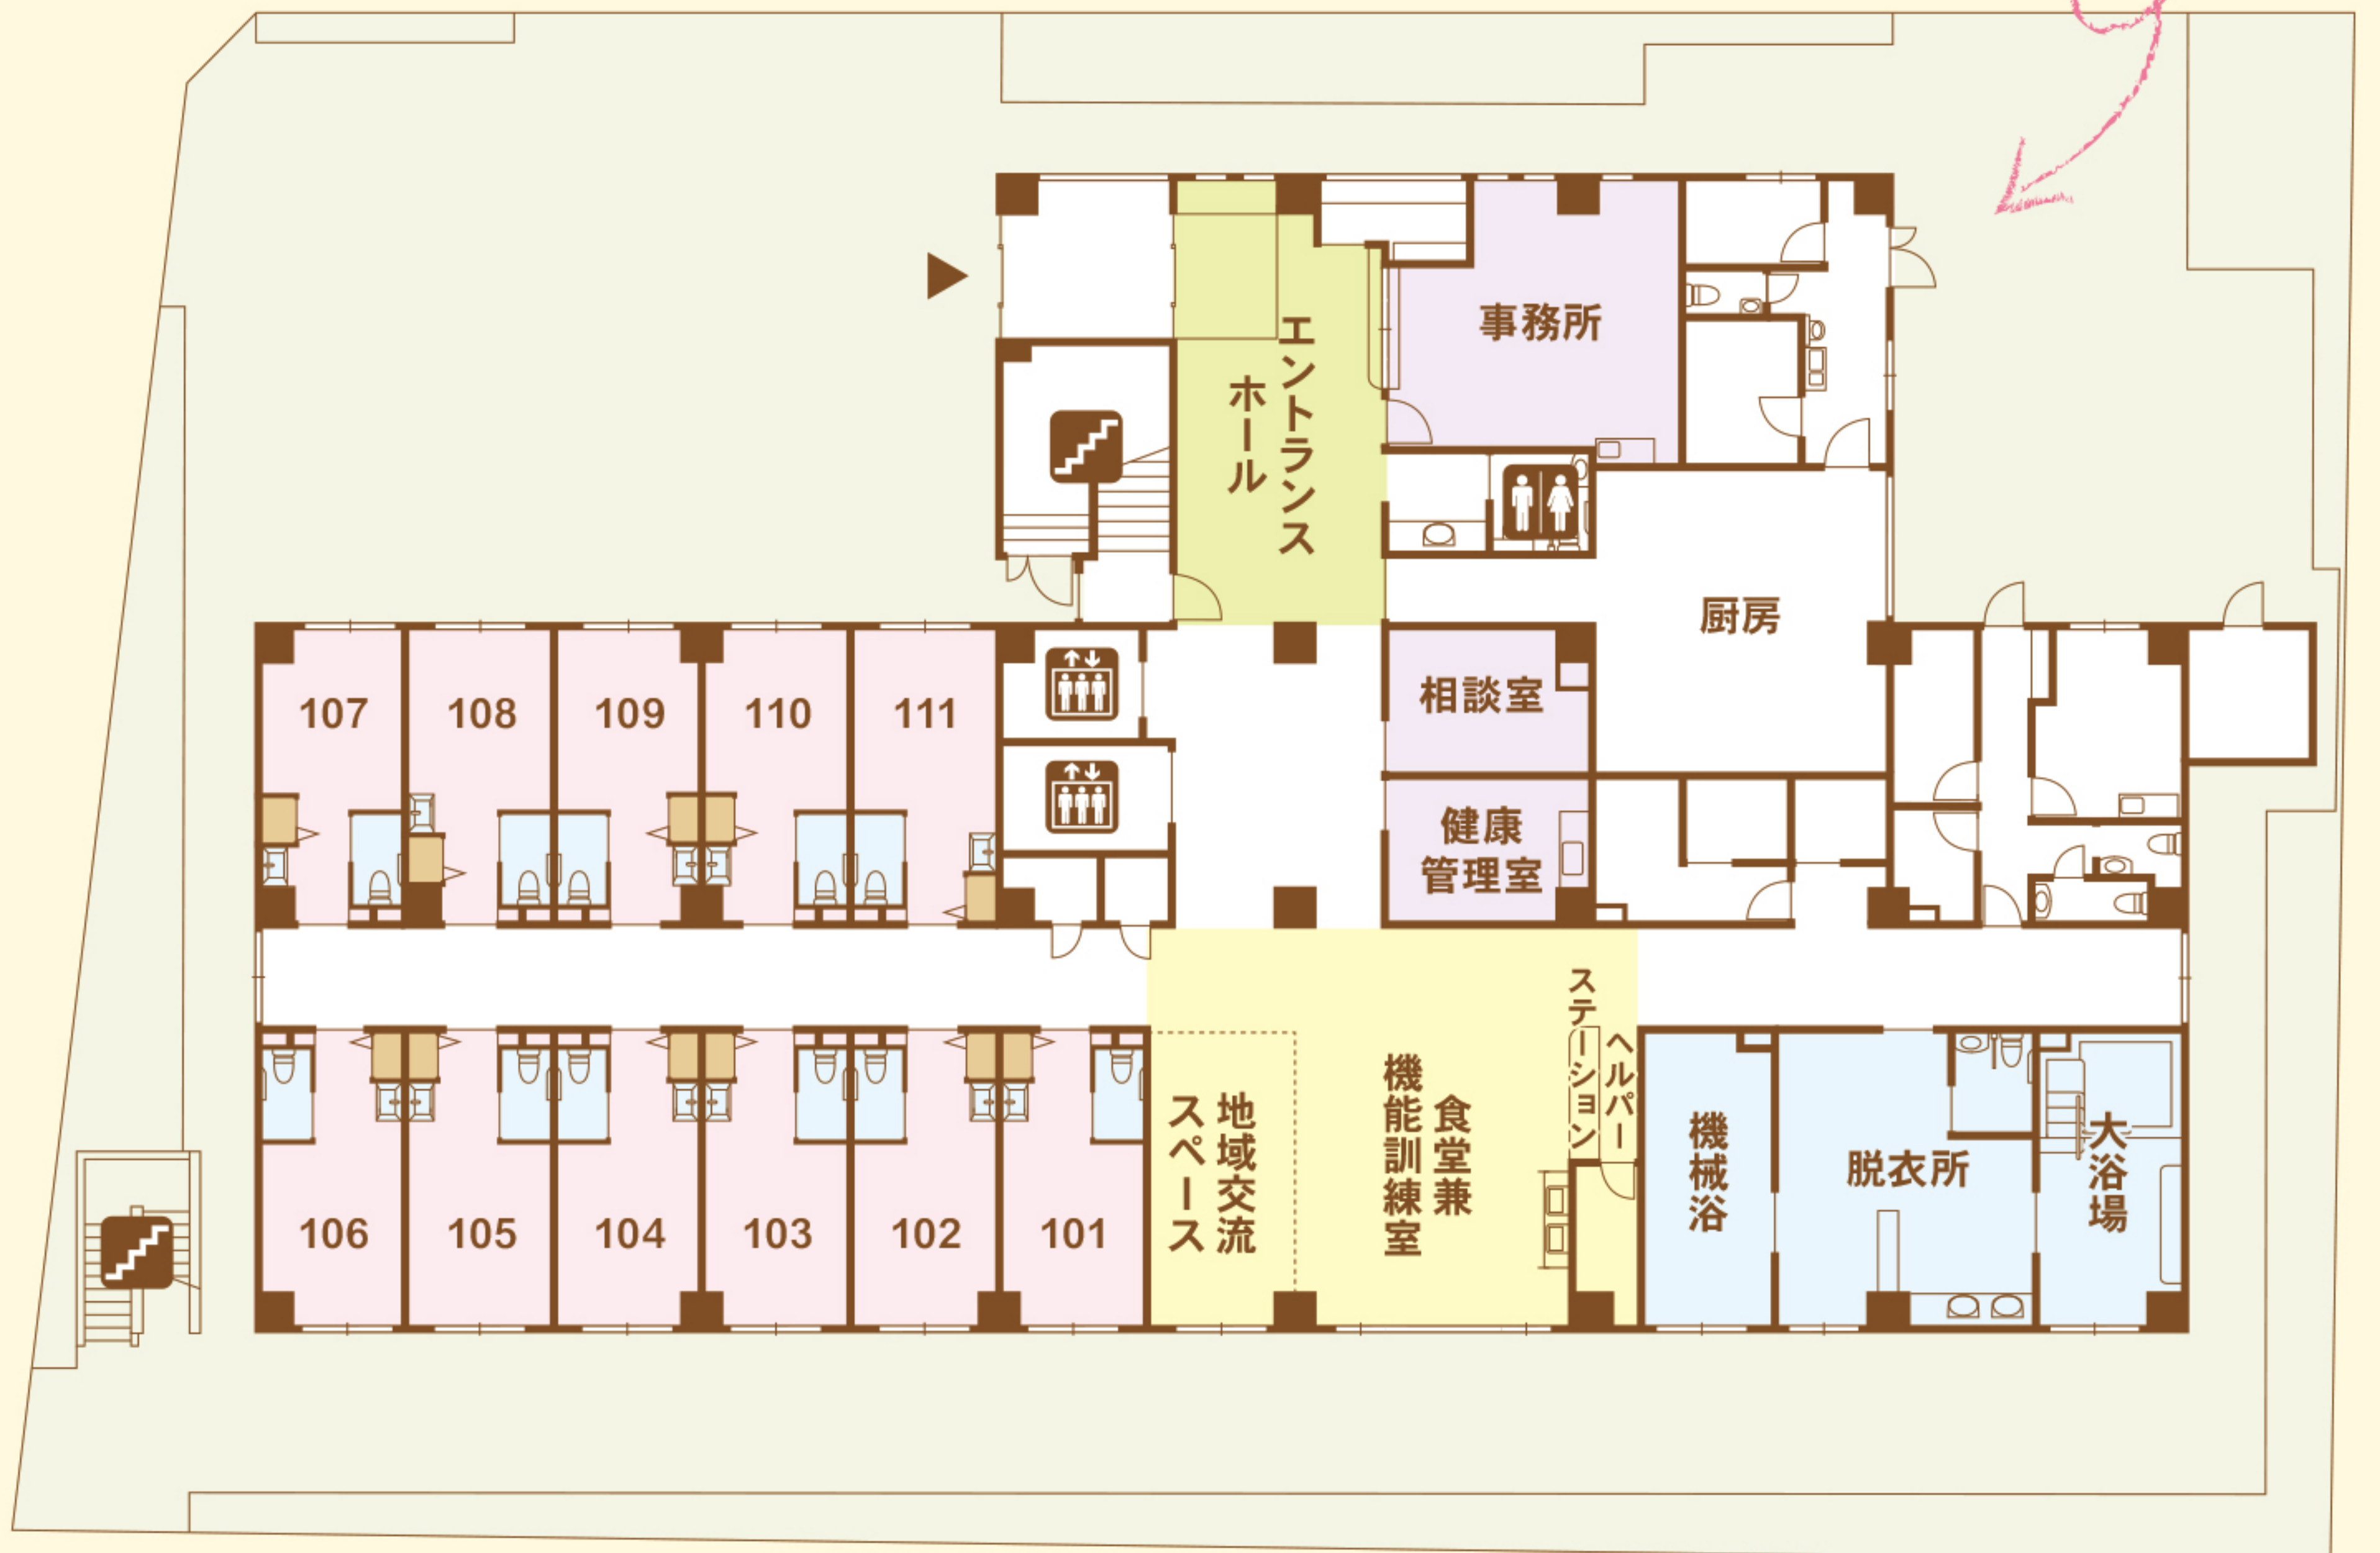 エントランス
ホール
事務所
厨房
相談室
健康
管理室
107
108
109
110
111
106
105
104
103
102
101
地域交流
スペース
食堂兼
機能訓練室
ヘルパー
ステーション
機械浴
脱衣所
大浴場